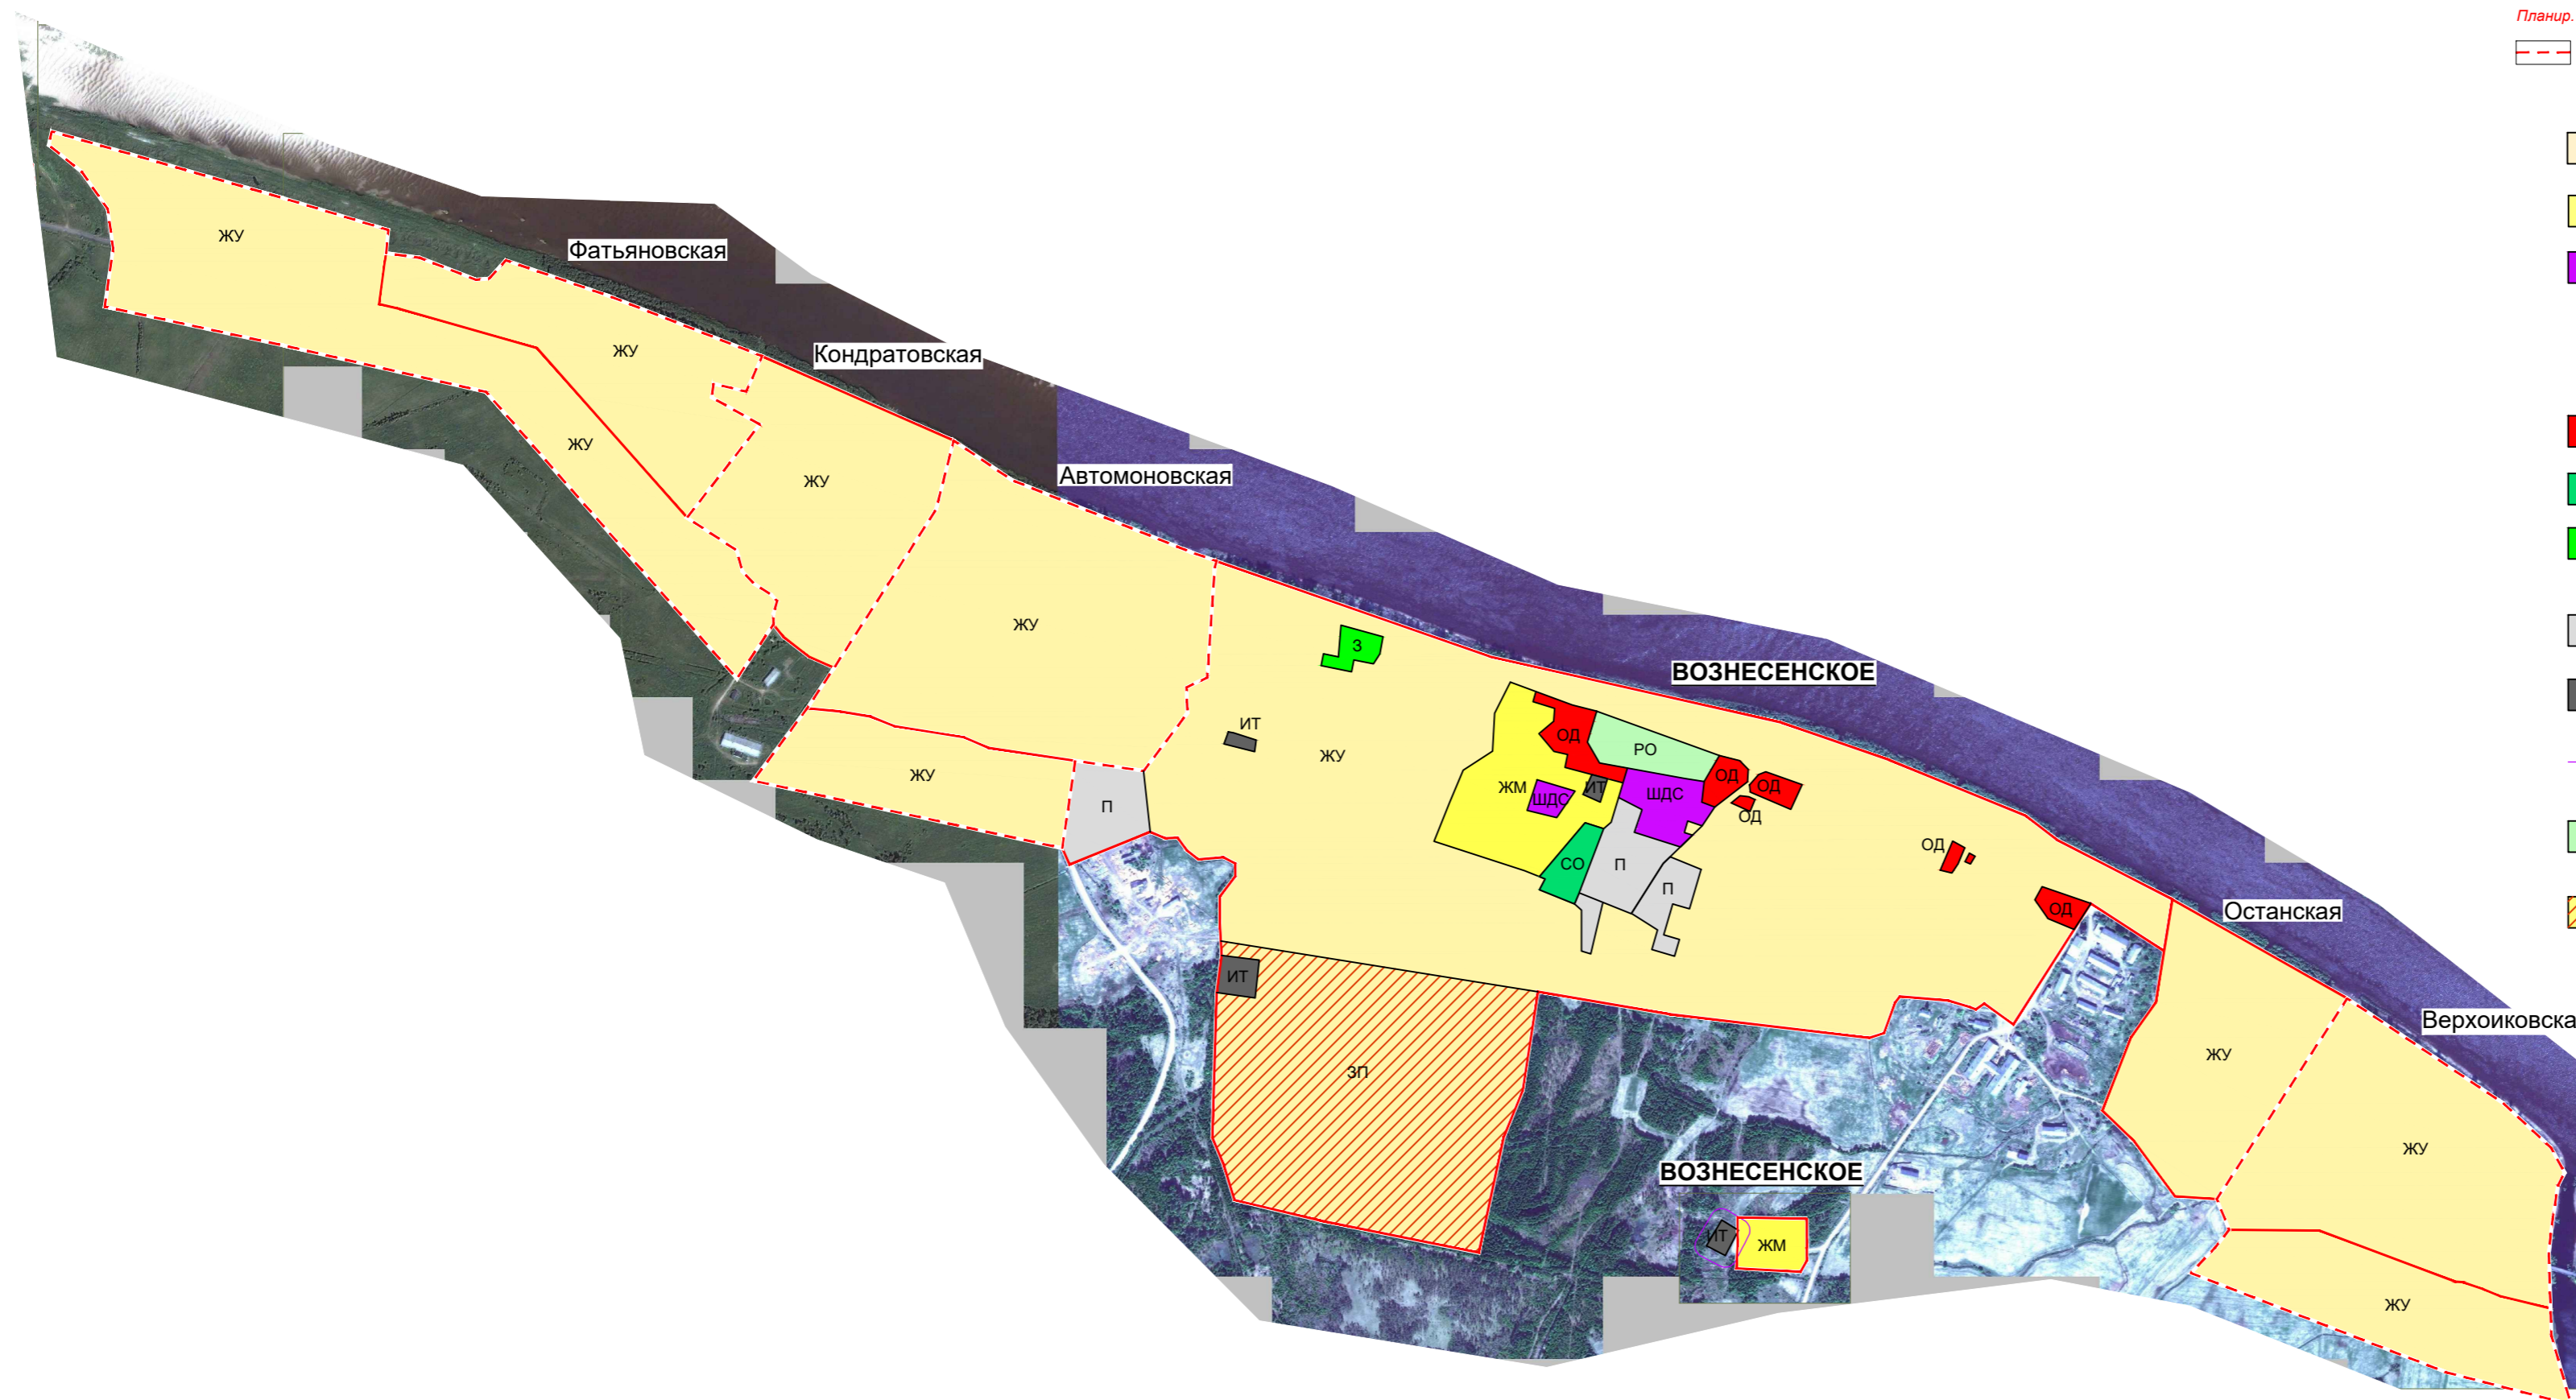 Планир.
ЖУ
Фатьяновская
ЖУ
Кондратовская
ЖУ
ЖУ
Автомоновская
ЖУ
З
ВОЗНЕСЕНСКОЕ
ИТ
ОД
РО
ЖУ
ЖУ
ОД
ОД
ЖМ
ШДС
ИТ
ШДС
П
ОД
ОД
СО
П
П
ОД
Останская
ИТ
Верхоиковска
ЖУ
ЗП
ЖУ
ВОЗНЕСЕНСКОЕ
ИТ
ЖМ
ЖУ